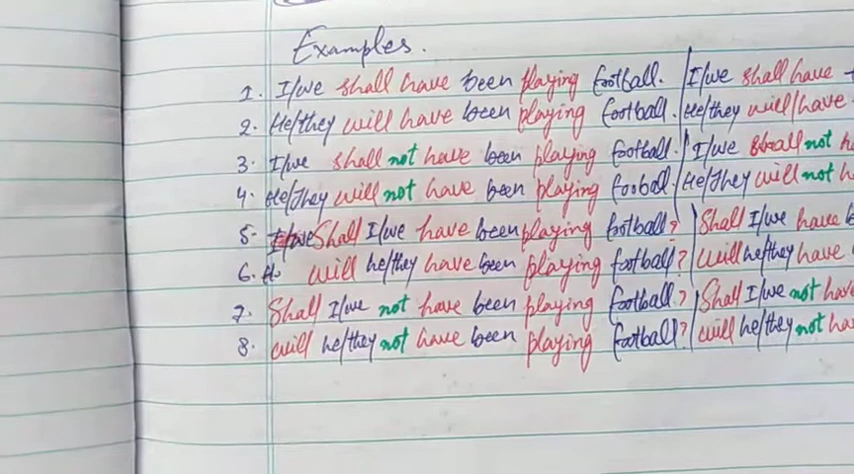 Examples.
1. I/we shall have been playing football. I/we shall have
2. He/they will have been playing football. He/they will/have
3. I/we shall not have been playing football. I/we shall not
4. He/they will not have been playing foobal. He/They will not
5. Shall I/we have been playing football? Shall I/we have
6. will he/they have been playing football? will he/they have
7. Shall I/we not have been playing football? Shall I/we not have
8. will he/they not have been playing football? will he/they not